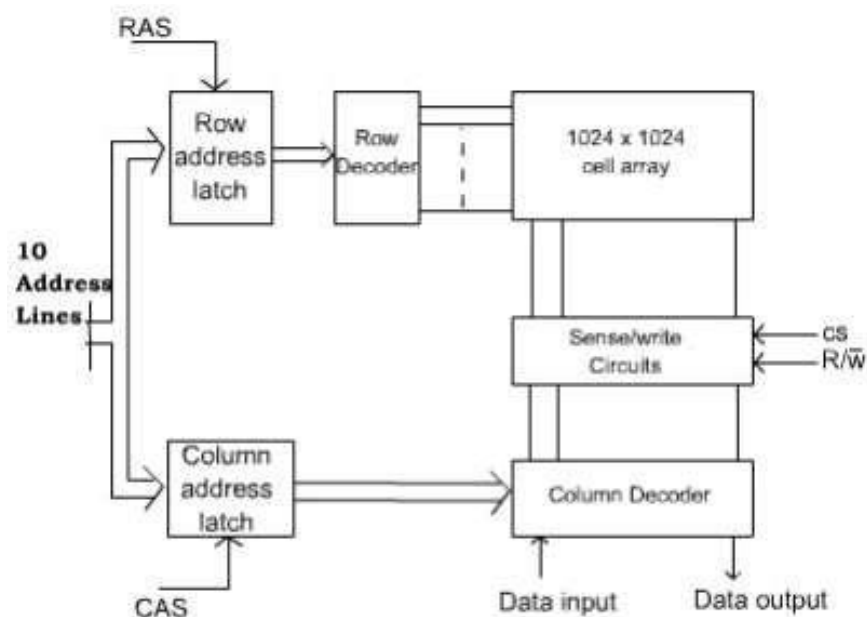 RAS
Row
address
latch
Row
Decoder
1024 x 1024
cell array
10
Address
Lines
Sense/write
Circuits
cs
R/w̅
Column
address
latch
Column Decoder
CAS
Data input
Data output